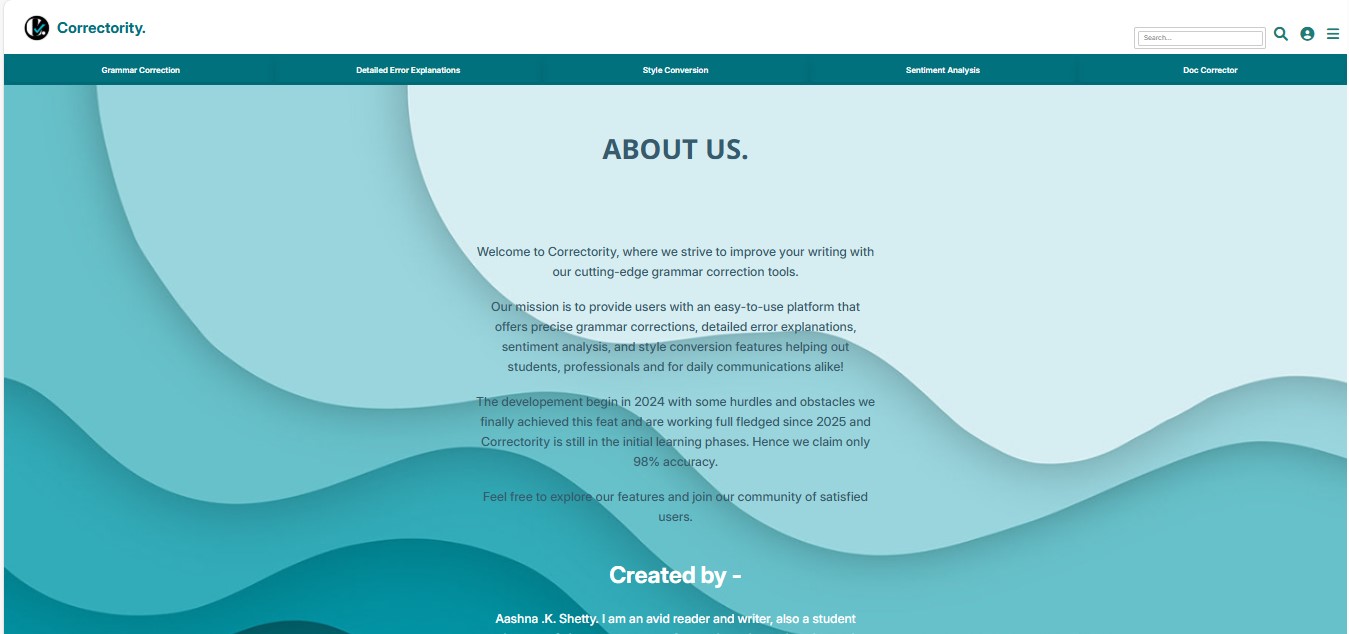 Correctority.
Search...
Grammar Correction
Detailed Error Explanations
Style Conversion
Sentiment Analysis
Doc Corrector
ABOUT US.
Welcome to Correctority, where we strive to improve your writing with
our cutting-edge grammar correction tools.
Our mission is to provide users with an easy-to-use platform that
offers precise grammar corrections, detailed error explanations,
sentiment analysis, and style conversion features helping out
students, professionals and for daily communications alike!
The developement begin in 2024 with some hurdles and obstacles we
finally achieved this feat and are working full fledged since 2025 and
Correctority is still in the initial learning phases. Hence we claim only
98% accuracy.
Feel free to explore our features and join our community of satisfied
users.
Created by -
Aashna .K. Shetty. I am an avid reader and writer, also a student